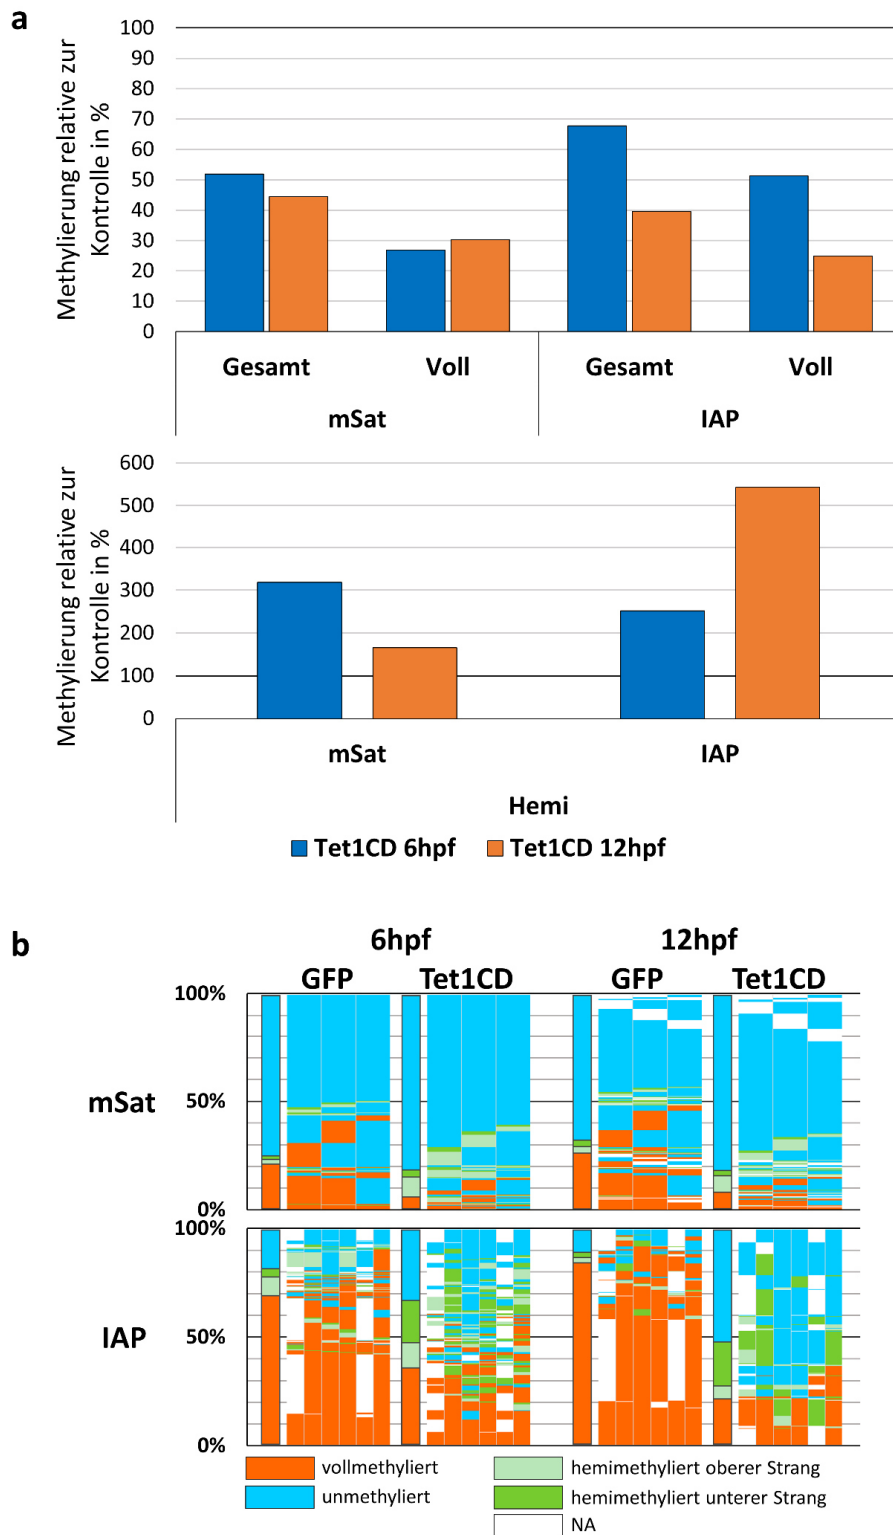 a
Methylierung relative zur
Kontrolle in %
100
90
80
70
60
50
40
30
20
10
0
Gesamt Voll Gesamt Voll
mSat IAP
Methylierung relative zur
Kontrolle in %
600
500
400
300
200
100
0
mSat IAP
Hemi
Tet1CD 6hpf Tet1CD 12hpf
b
6hpf 12hpf
GFP Tet1CD GFP Tet1CD
100%
mSat 50%
0%
100%
IAP 50%
0%
vollmethyliert hemimethyliert oberer Strang
unmethyliert hemimethyliert unterer Strang
NA